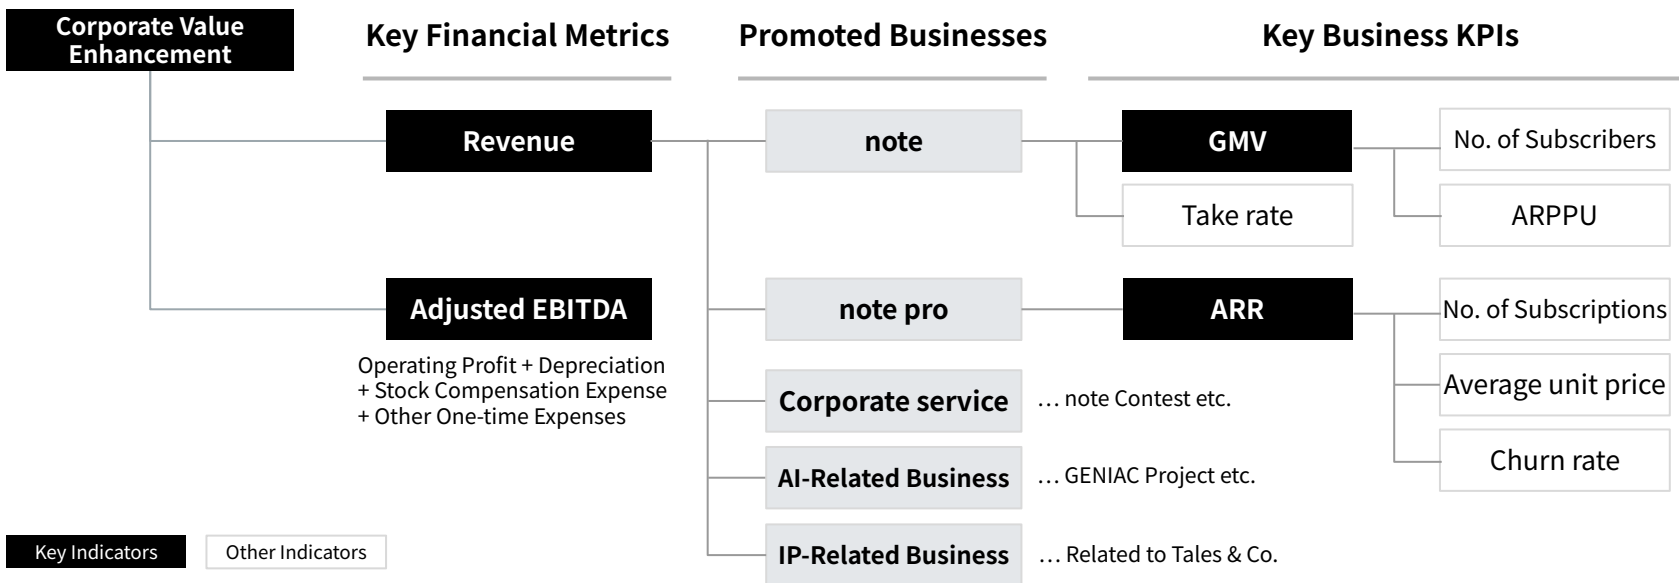 Corporate Value
Enhancement
Key Financial Metrics
Promoted Businesses
Key Business KPIs
Revenue
note
GMV
No. of Subscribers
Take rate
ARPPU
Adjusted EBITDA
Operating Profit + Depreciation
+ Stock Compensation Expense
+ Other One-time Expenses
note pro
ARR
No. of Subscriptions
Average unit price
Churn rate
Corporate service
… note Contest etc.
AI-Related Business
… GENIAC Project etc.
IP-Related Business
… Related to Tales & Co.
Key Indicators
Other Indicators